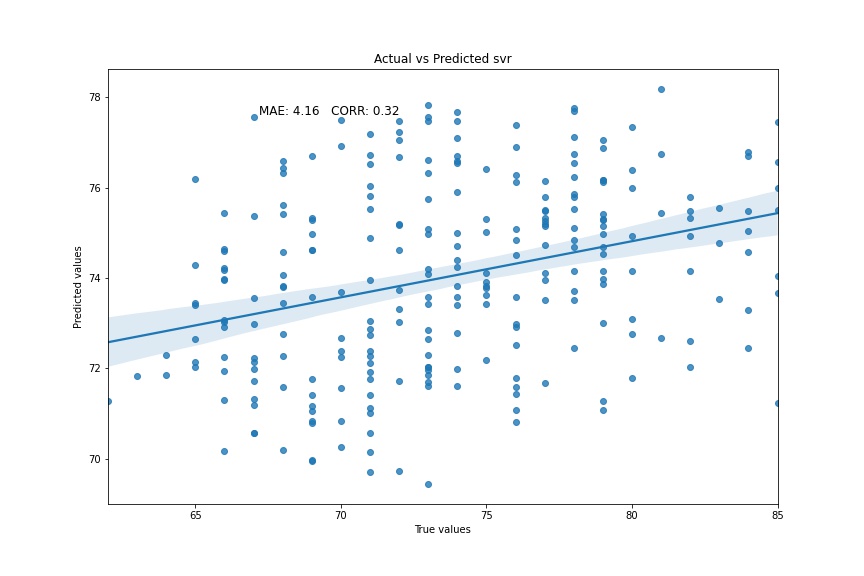 Actual vs Predicted svr
MAE: 4.16   CORR: 0.32
Predicted values
78
76
74
72
70
65
70
75
80
85
True values